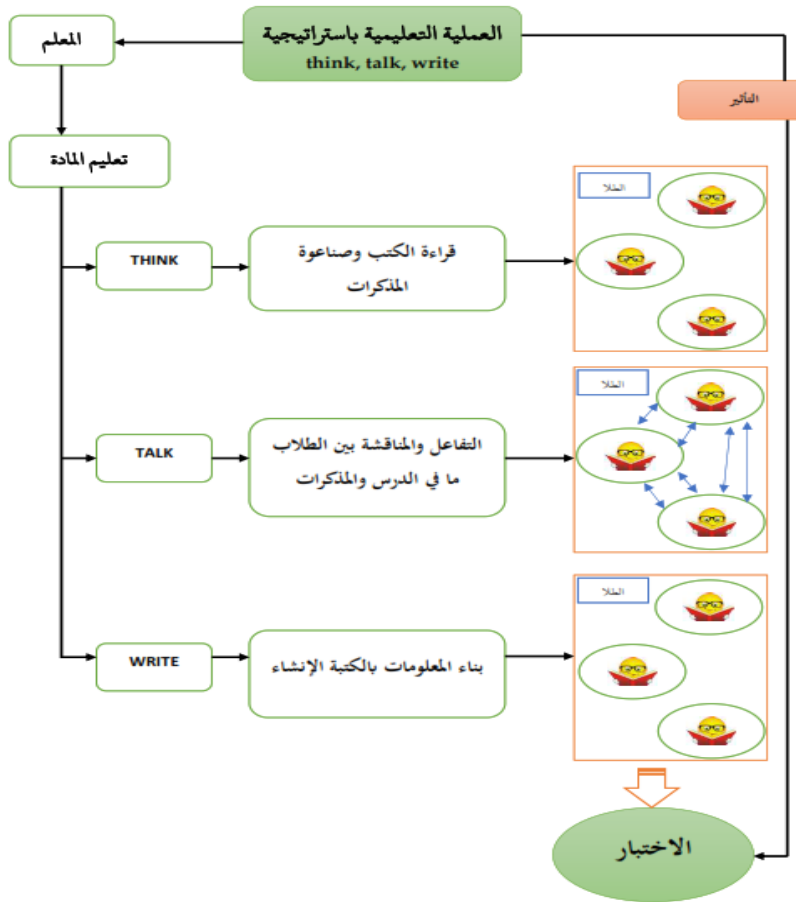 العملية التعليمية باستراتيجية
think, talk, write
المعلم
التأثير
تعليم المادة
الطلا
THINK
قراءة الكتب وصناعوة
المذكرات
الطلا
TALK
التفاعل والمناقشة بين الطلاب
ما في الدرس والمذكرات
الطلا
WRITE
بناء المعلومات بالكتبة الإنشاء
الاختبار